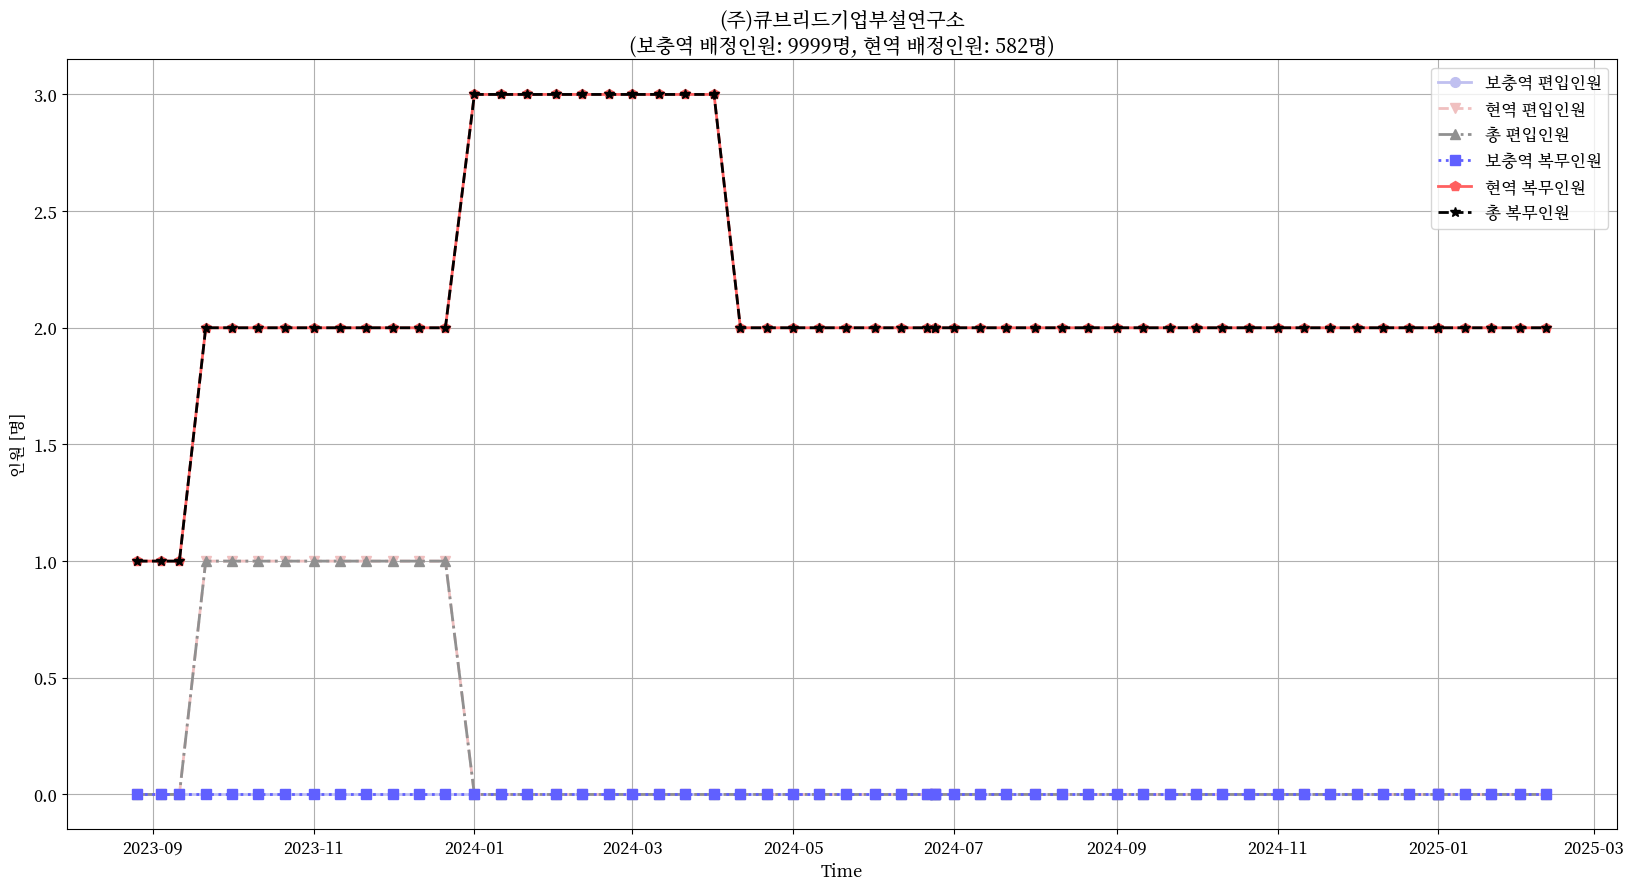 (주)큐브리드기업부설연구소
(보충역 배정인원: 9999명, 현역 배정인원: 582명)
보충역 편입인원
현역 편입인원
총 편입인원
보충역 복무인원
현역 복무인원
총 복무인원
인원 [명]
3.0
2.5
2.0
1.5
1.0
0.5
0.0
2023-09 2023-11 2024-01 2024-03 2024-05 2024-07 2024-09 2024-11 2025-01 2025-03
Time